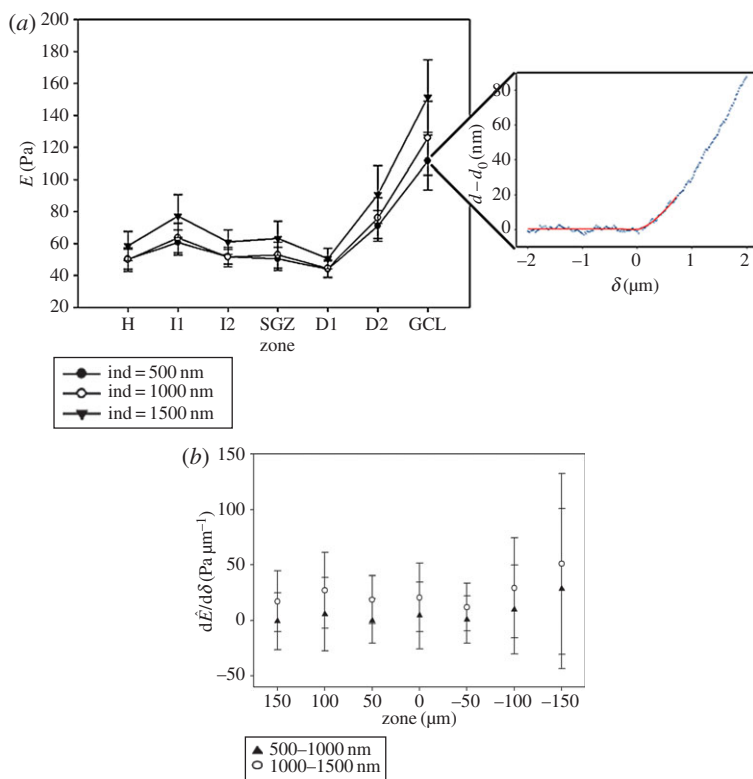 (a)
200
180
160
140
120
100
80
60
40
20
E (Pa)
H I1 I2 SGZ D1 D2 GCL
zone
80
60
40
20
0
d – d0 (nm)
–2 –1 0 1 2
δ (μm)
ind = 500 nm
ind = 1000 nm
ind = 1500 nm
(b)
150
100
50
0
–50
dÊ/dδ (Pa μm–1)
150 100 50 0 –50 –100 –150
zone (μm)
500–1000 nm
1000–1500 nm